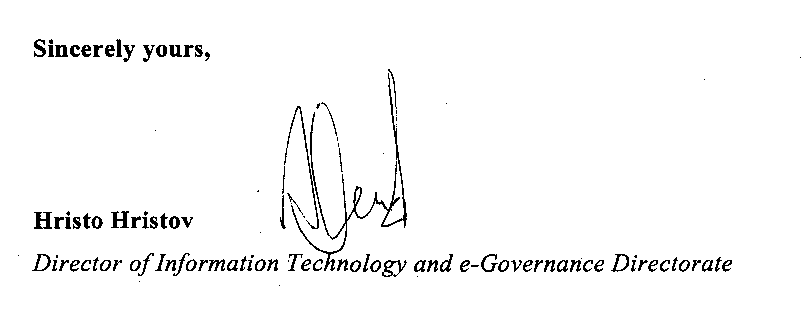 Sincerely yours,
Hristo Hristov
Director of Information Technology and e-Governance Directorate